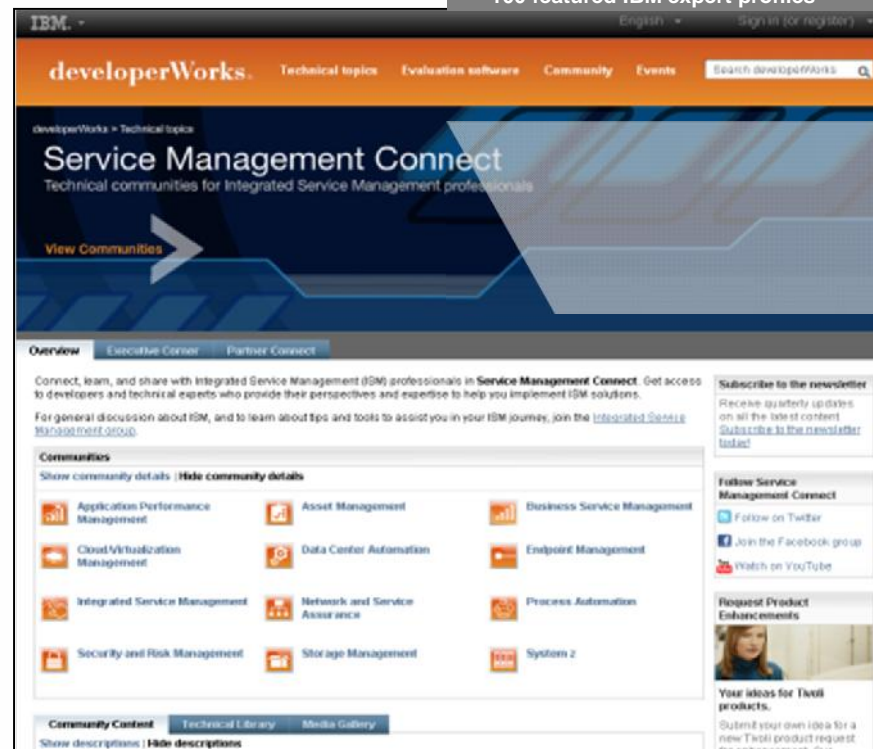 100 featured IBM expert profiles
IBM.
English
Sign in (or register)
developerWorks.
Technical topics
Evaluation software
Community
Events
Search developerWorks
developerWorks > Technical topics
Service Management Connect
Technical communities for Integrated Service Management professionals
View Communities
Overview
Executive Corner
Partner Connect
Connect, learn, and share with Integrated Service Management (ISM) professionals in Service Management Connect. Get access
to developers and technical experts who provide their perspectives and expertise to help you implement ISM solutions.
For general discussion about ISM, and to learn about tips and tools to assist you in your ISM journey, join the Integrated Service
Management group.
Communities
Show community details | Hide community details
Application Performance
Management
Asset Management
Business Service Management
Cloud/Virtualization
Management
Data Center Automation
Endpoint Management
Integrated Service Management
Network and Service
Assurance
Process Automation
Security and Risk Management
Storage Management
System z
Community Content
Technical Library
Media Gallery
Show descriptions | Hide descriptions
Subscribe to the newsletter
Receive quarterly updates
on all the latest content.
Subscribe to the newsletter
today!
Follow Service
Management Connect
Follow on Twitter
Join the Facebook group
Watch on YouTube
Request Product
Enhancements
Your ideas for Tivoli
products.
Submit your own idea for a
new Tivoli product request